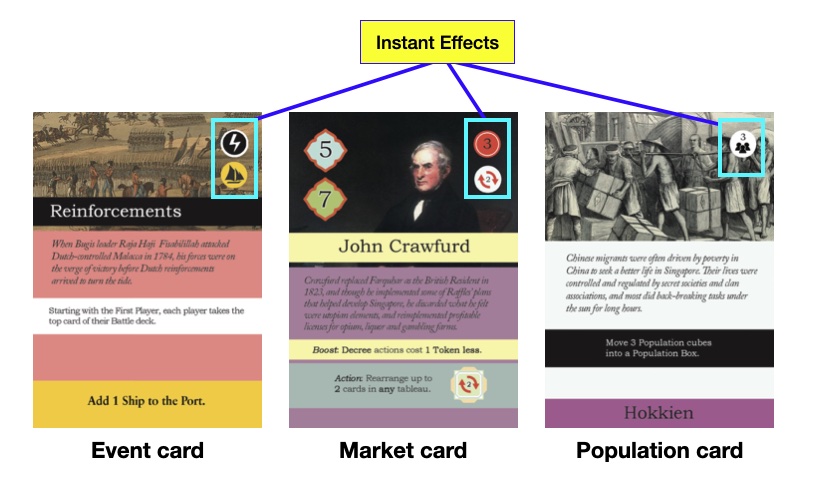 Instant Effects
Reinforcements
When Bugis leader Raja Haji Fisabilillah attacked
Dutch-controlled Malacca in 1784, his forces were on
the verge of victory before Dutch reinforcements
arrived to turn the tide.
Starting with the First Player, each player takes the
top card of their Battle deck.
Add 1 Ship to the Port.
Event card
5
7
3
2
John Crawfurd
Crawfurd replaced Farquhar as the British Resident in
1823, and though he implemented some of Raffles' plans
that helped develop Singapore, he discarded what he felt
were utopian elements, and reimplemented profitable
licenses for opium, liquor and gambling farms.
Boost: Decree actions cost 1 Token less.
Action: Rearrange up to
2 cards in any tableau.
2
Market card
3
Chinese migrants were often driven by poverty in
China to seek a better life in Singapore. Their lives were
controlled and regulated by secret societies and clan
associations, and most did back-breaking tasks under
the sun for long hours.
Move 3 Population cubes
into a Population Box.
Hokkien
Population card